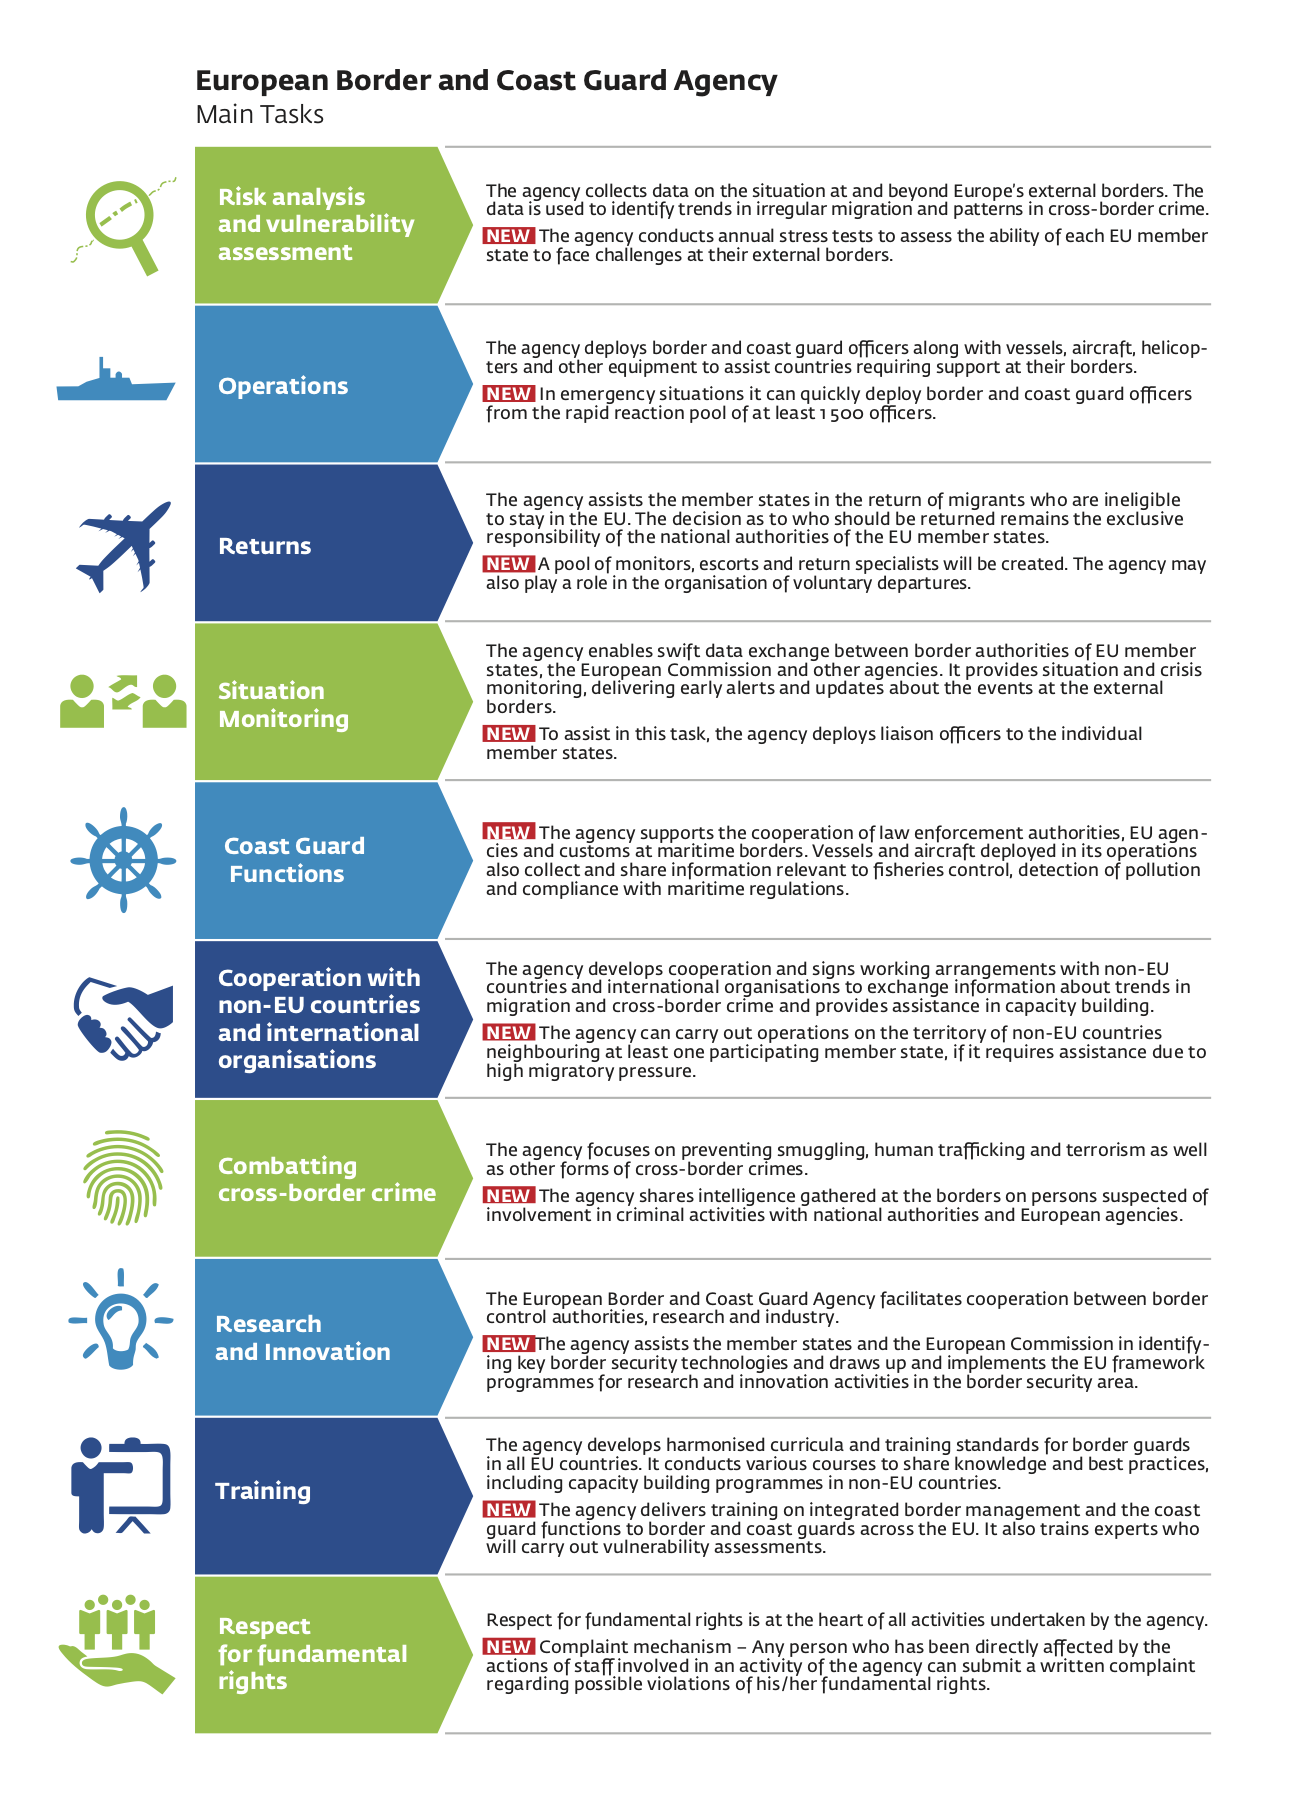 European Border and Coast Guard Agency
Main Tasks
Risk analysis
and vulnerability
assessment
The agency collects data on the situation at and beyond Europe's external borders. The
data is used to identify trends in irregular migration and patterns in cross-border crime.
NEW The agency conducts annual stress tests to assess the ability of each EU member
state to face challenges at their external borders.
Operations
The agency deploys border and coast guard officers along with vessels, aircraft, helicop-
ters and other equipment to assist countries requiring support at their borders.
NEW In emergency situations it can quickly deploy border and coast guard officers
from the rapid reaction pool of at least 1 500 officers.
Returns
The agency assists the member states in the return of migrants who are ineligible
to stay in the EU. The decision as to who should be returned remains the exclusive
responsibility of the national authorities of the EU member states.
NEW A pool of monitors, escorts and return specialists will be created. The agency may
also play a role in the organisation of voluntary departures.
Situation
Monitoring
The agency enables swift data exchange between border authorities of EU member
states, the European Commission and other agencies. It provides situation and crisis
monitoring, delivering early alerts and updates about the events at the external
borders.
NEW To assist in this task, the agency deploys liaison officers to the individual
member states.
Coast Guard
Functions
NEW The agency supports the cooperation of law enforcement authorities, EU agen-
cies and customs at maritime borders. Vessels and aircraft deployed in its operations
also collect and share information relevant to fisheries control, detection of pollution
and compliance with maritime regulations.
Cooperation with
non-EU countries
and international
organisations
The agency develops cooperation and signs working arrangements with non-EU
countries and international organisations to exchange information about trends in
migration and cross-border crime and provides assistance in capacity building.
NEW The agency can carry out operations on the territory of non-EU countries
neighbouring at least one participating member state, if it requires assistance due to
high migratory pressure.
Combatting
cross-border crime
The agency focuses on preventing smuggling, human trafficking and terrorism as well
as other forms of cross-border crimes.
NEW The agency shares intelligence gathered at the borders on persons suspected of
involvement in criminal activities with national authorities and European agencies.
Research
and Innovation
The European Border and Coast Guard Agency facilitates cooperation between border
control authorities, research and industry.
NEW The agency assists the member states and the European Commission in identify-
ing key border security technologies and draws up and implements the EU framework
programmes for research and innovation activities in the border security area.
Training
The agency develops harmonised curricula and training standards for border guards
in all EU countries. It conducts various courses to share knowledge and best practices,
including capacity building programmes in non-EU countries.
NEW The agency delivers training on integrated border management and the coast
guard functions to border and coast guards across the EU. It also trains experts who
will carry out vulnerability assessments.
Respect
for fundamental
rights
Respect for fundamental rights is at the heart of all activities undertaken by the agency.
NEW Complaint mechanism – Any person who has been directly affected by the
actions of staff involved in an activity of the agency can submit a written complaint
regarding possible violations of his/her fundamental rights.